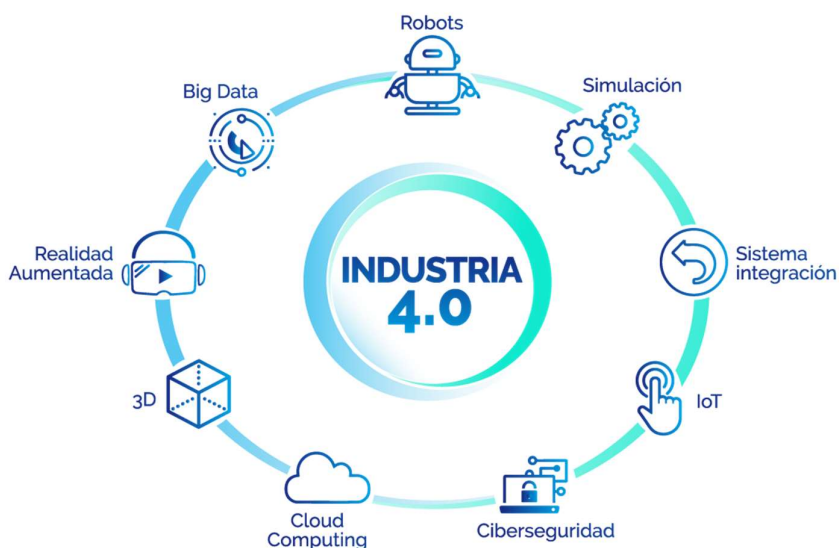 Robots
Simulación
Sistema
integración
IoT
Ciberseguridad
Cloud
Computing
3D
Realidad
Aumentada
Big Data
INDUSTRIA
4.0